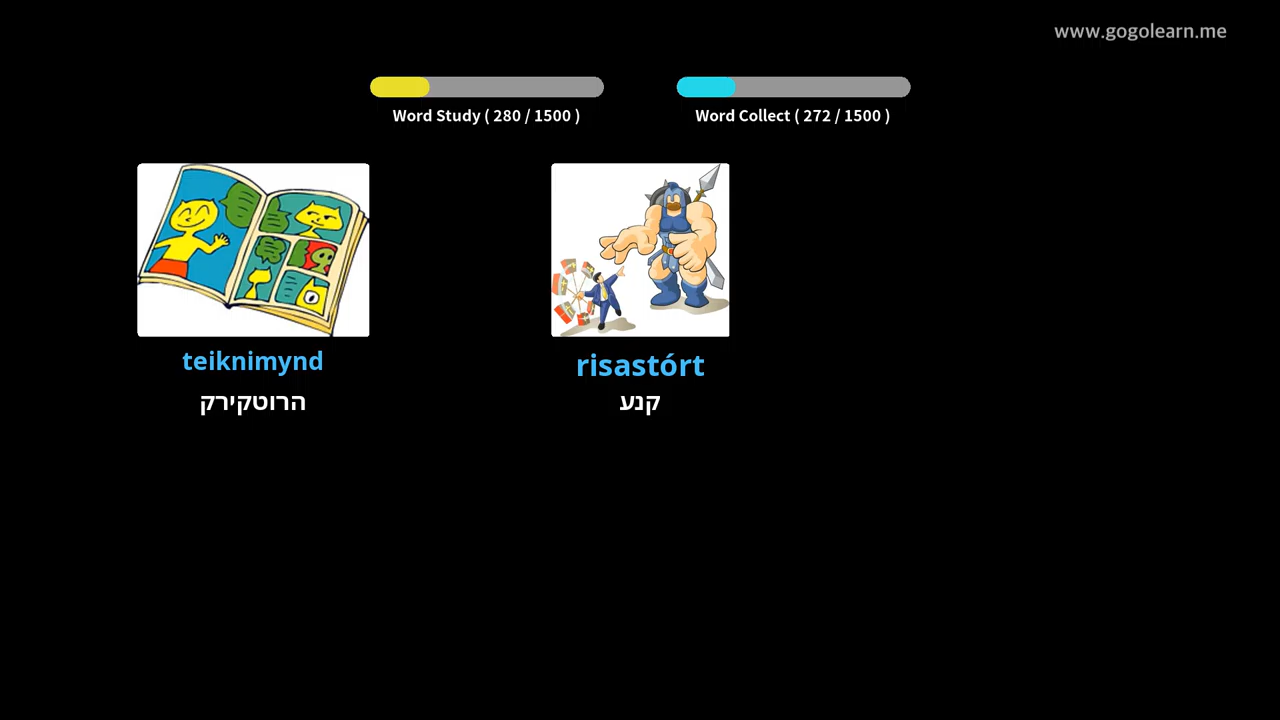 www.gogolearn.me
Word Study ( 280 / 1500 )
Word Collect ( 272 / 1500 )
teiknimynd
הרוטקירק
risastórt
קנע